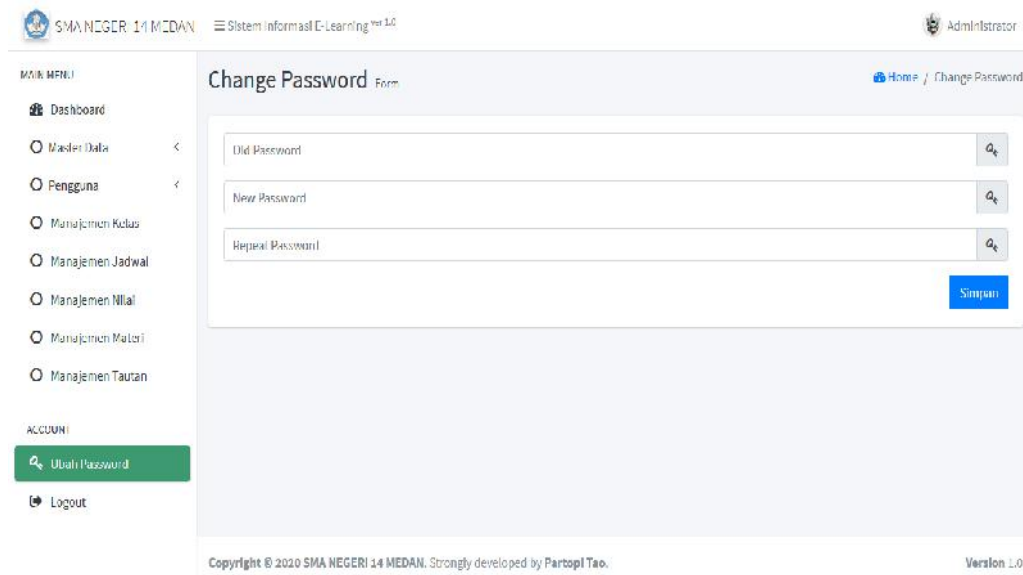 SMA NEGERI 14 MEDAN
Sistem Informasi E-Learning ver 1.0
Administrator
MAIN MENU
Dashboard
Master Data
Pengguna
Manajemen Kelas
Manajemen Jadwal
Manajemen Nilai
Manajemen Materi
Manajemen Tautan
ACCOUNT
Ubah Password
Logout
Change Password Form
Home / Change Password
Old Password
New Password
Repeat Password
Simpan
Copyright © 2020 SMA NEGERI 14 MEDAN. Strongly developed by Partopi Tao.
Version 1.0